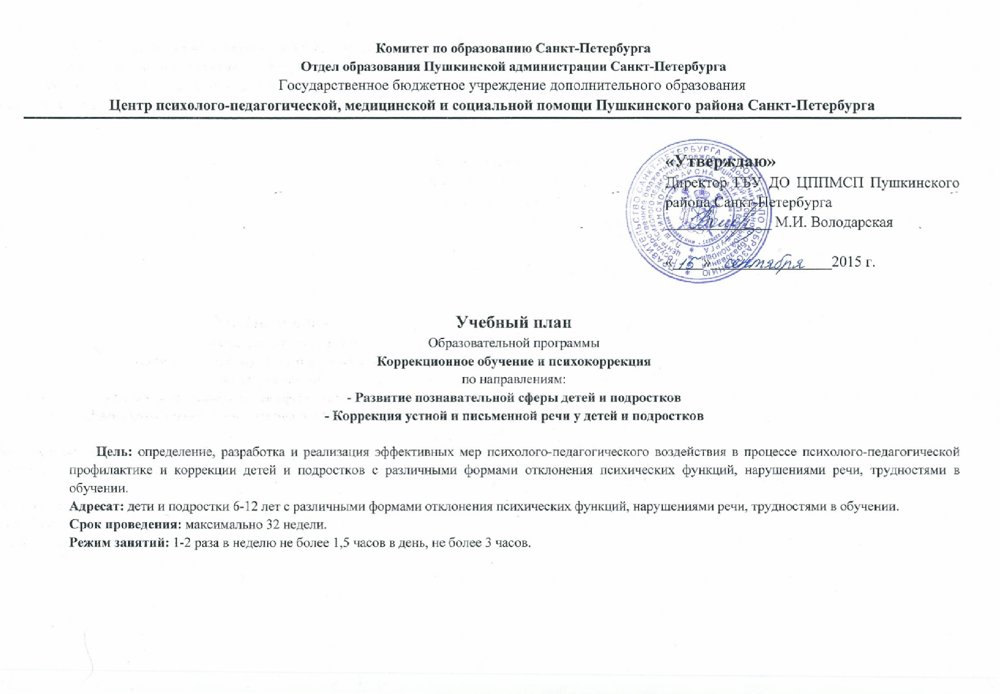 Комитет по образованию Санкт-Петербурга
Отдел образования Пушкинской администрации Санкт-Петербурга
Государственное бюджетное учреждение дополнительного образования
Центр психолого-педагогической, медицинской и социальной помощи Пушкинского района Санкт-Петербурга
«Утверждаю»
Директор ГБУ ДО ЦППМСП Пушкинского
района Санкт-Петербурга
М.И. Володарская
«15» сентября 2015 г.
Учебный план
Образовательной программы
Коррекционное обучение и психокоррекция
по направлениям:
- Развитие познавательной сферы детей и подростков
- Коррекция устной и письменной речи у детей и подростков
Цель: определение, разработка и реализация эффективных мер психолого-педагогического воздействия в процессе психолого-педагогической
профилактике и коррекции детей и подростков с различными формами отклонения психических функций, нарушениями речи, трудностями в
обучении.
Адресат: дети и подростки 6-12 лет с различными формами отклонения психических функций, нарушениями речи, трудностями в обучении.
Срок проведения: максимально 32 недели.
Режим занятий: 1-2 раза в неделю не более 1,5 часов в день, не более 3 часов.